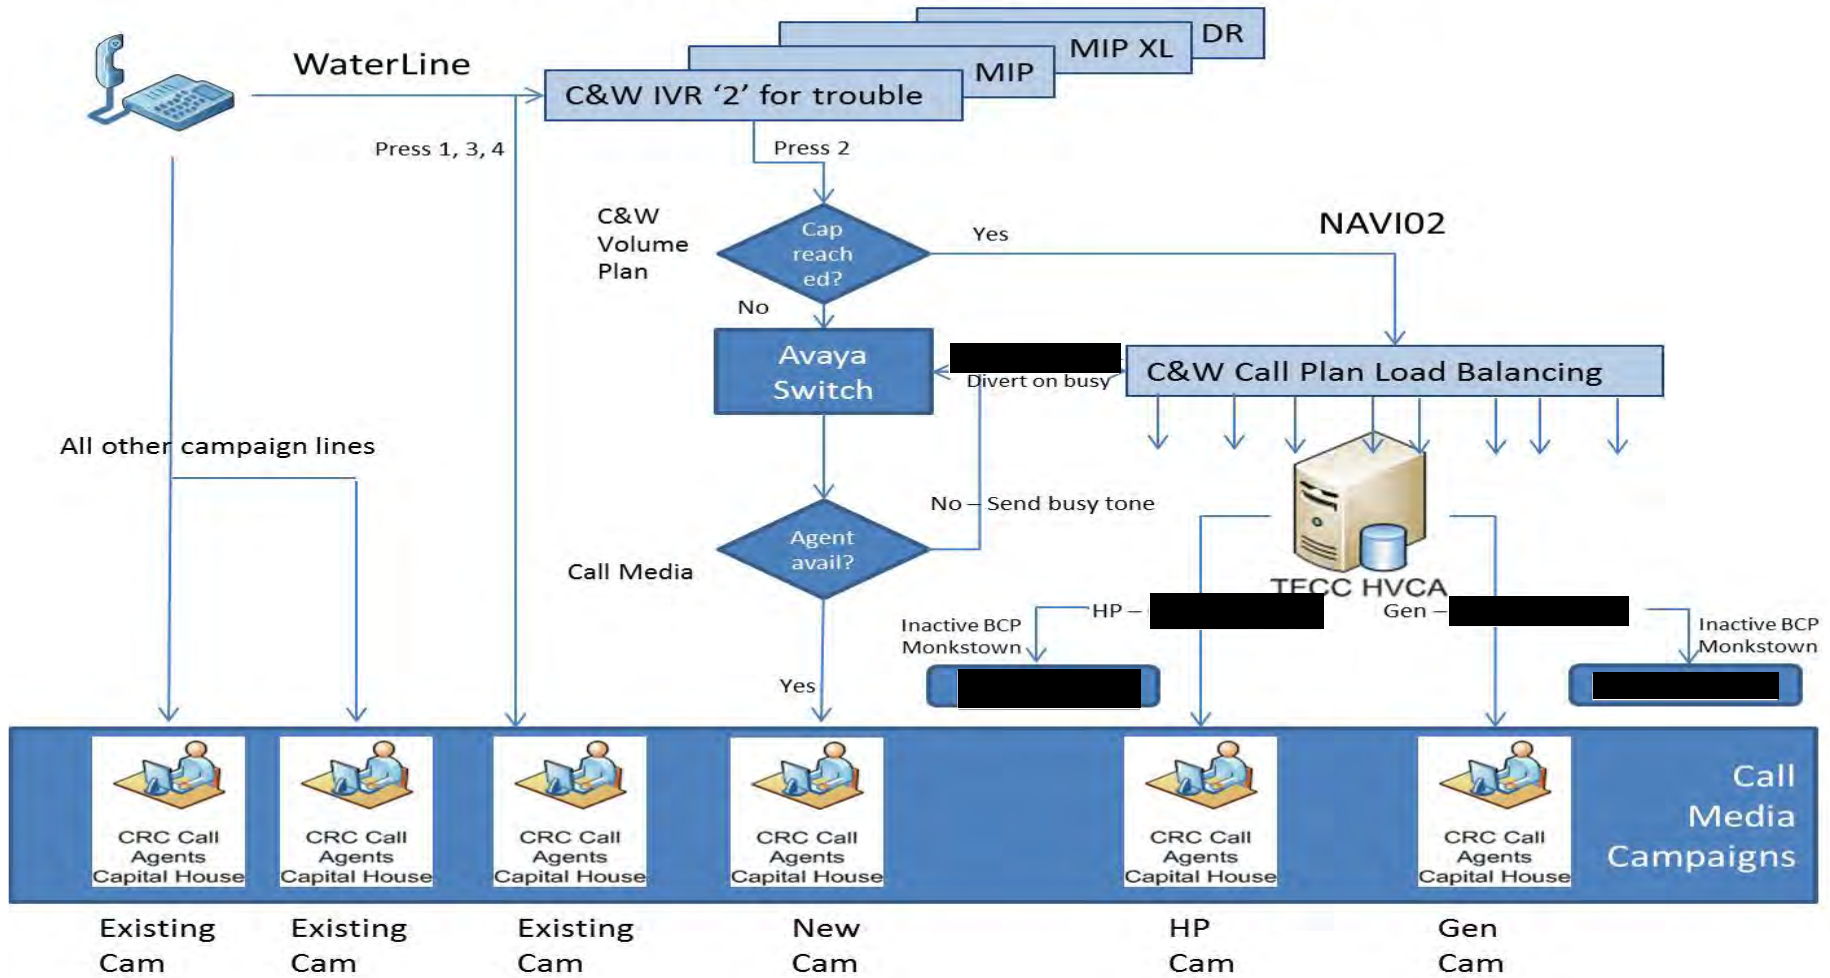 DR
MIP XL
MIP
WaterLine
C&W IVR ‘2’ for trouble
Press 1, 3, 4
Press 2
C&W
Volume
Plan
Cap
reach
ed?
Yes
NAVI02
No
Avaya
Switch
Divert on busy
C&W Call Plan Load Balancing
All other campaign lines
No – Send busy tone
Agent
avail?
Call Media
TECC HVCA
HP –
Gen –
Inactive BCP
Monkstown
Inactive BCP
Monkstown
Yes
CRC Call
Agents
Capital House
CRC Call
Agents
Capital House
CRC Call
Agents
Capital House
CRC Call
Agents
Capital House
CRC Call
Agents
Capital House
CRC Call
Agents
Capital House
Call
Media
Campaigns
Existing
Cam
Existing
Cam
Existing
Cam
New
Cam
HP
Cam
Gen
Cam